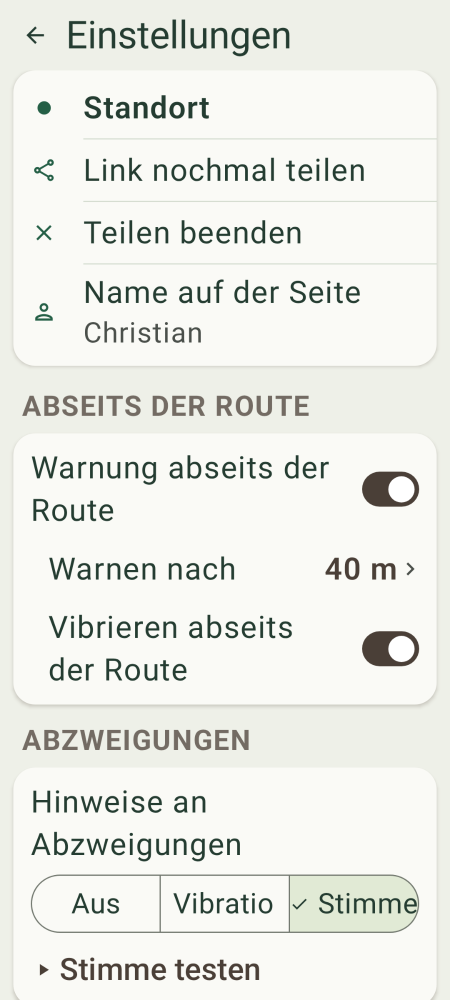 Einstellungen
Standort
Link nochmal teilen
Teilen beenden
Name auf der Seite
Christian
ABSEITS DER ROUTE
Warnung abseits der
Route
Warnen nach 40 m
Vibrieren abseits
der Route
ABZWEIGUNGEN
Hinweise an
Abzweigungen
Aus Vibratio Stimme
Stimme testen